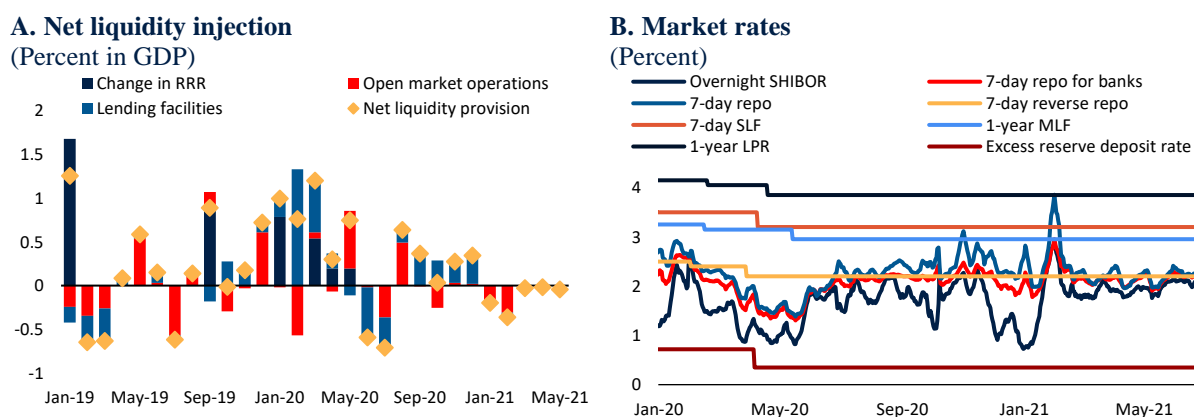 A. Net liquidity injection
(Percent in GDP)
Change in RRR
Open market operations
Lending facilities
Net liquidity provision
2
1.5
1
0.5
0
-0.5
-1
Jan-19 May-19 Sep-19 Jan-20 May-20 Sep-20 Jan-21 May-21
B. Market rates
(Percent)
Overnight SHIBOR
7-day repo for banks
7-day repo
7-day reverse repo
7-day SLF
1-year MLF
1-year LPR
Excess reserve deposit rate
4
3
2
1
0
Jan-20 May-20 Sep-20 Jan-21 May-21